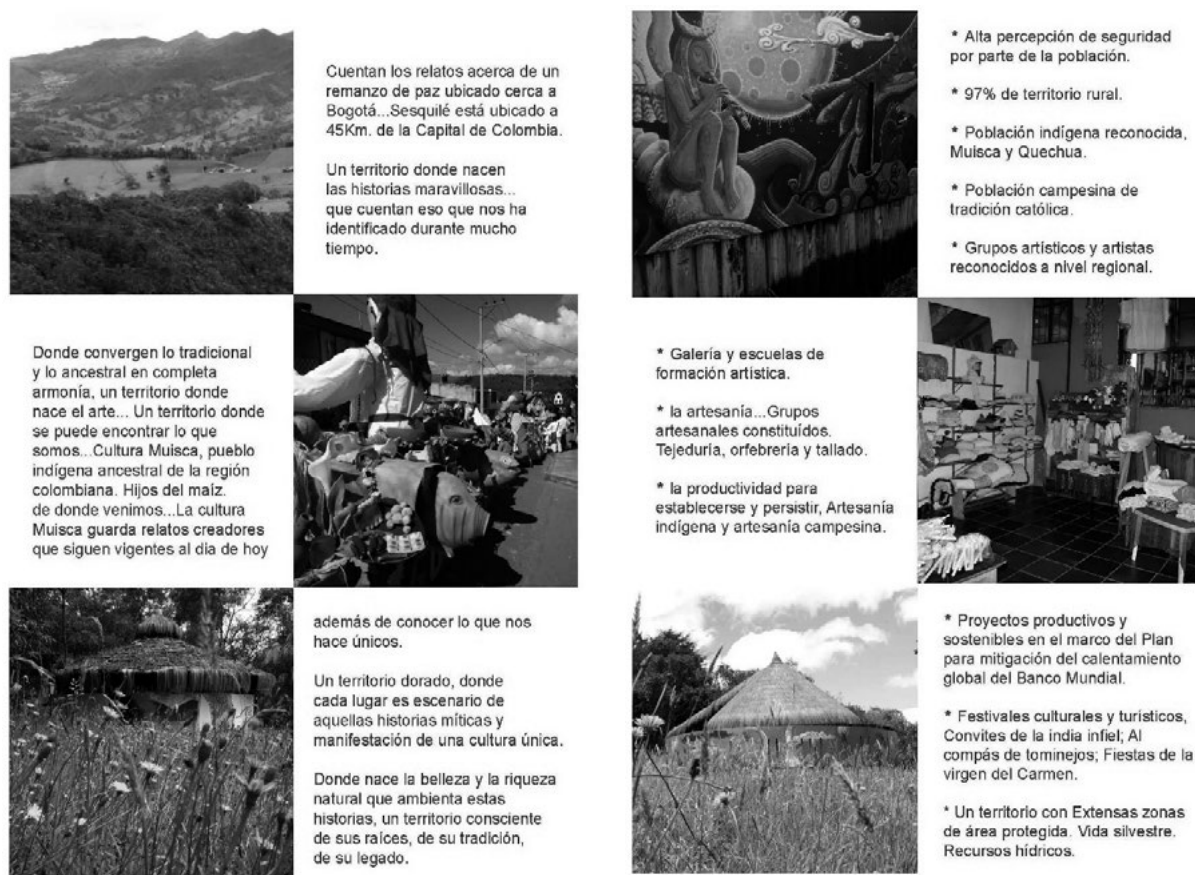 Cuentan los relatos acerca de un
remanzo de paz ubicado cerca a
Bogotá...Sesquilé está ubicado a
45Km. de la Capital de Colombia.
Un territorio donde nacen
las historias maravillosas...
que cuentan eso que nos ha
identificado durante mucho
tiempo.
Donde convergen lo tradicional
y lo ancestral en completa
armonía, un territorio donde
nace el arte... Un territorio donde
se puede encontrar lo que
somos...Cultura Muisca, pueblo
indígena ancestral de la región
colombiana. Hijos del maíz.
de donde venimos...La cultura
Muisca guarda relatos creadores
que siguen vigentes al dia de hoy
además de conocer lo que nos
hace únicos.
Un territorio dorado, donde
cada lugar es escenario de
aquellas historias míticas y
manifestación de una cultura única.
Donde nace la belleza y la riqueza
natural que ambienta estas
historias, un territorio consciente
de sus raíces, de su tradición,
de su legado.
* Alta percepción de seguridad
por parte de la población.
* 97% de territorio rural.
* Población indígena reconocida,
Muisca y Quechua.
* Población campesina de
tradición católica.
* Grupos artísticos y artistas
reconocidos a nivel regional.
* Galería y escuelas de
formación artística.
* la artesanía...Grupos
artesanales constituídos.
Tejeduría, orfebrería y tallado.
* la productividad para
establecerse y persistir, Artesanía
indígena y artesanía campesina.
* Proyectos productivos y
sostenibles en el marco del Plan
para mitigación del calentamiento
global del Banco Mundial.
* Festivales culturales y turísticos,
Convites de la india infiel; Al
compás de tominejos; Fiestas de la
virgen del Carmen.
* Un territorio con Extensas zonas
de área protegida. Vida silvestre.
Recursos hídricos.